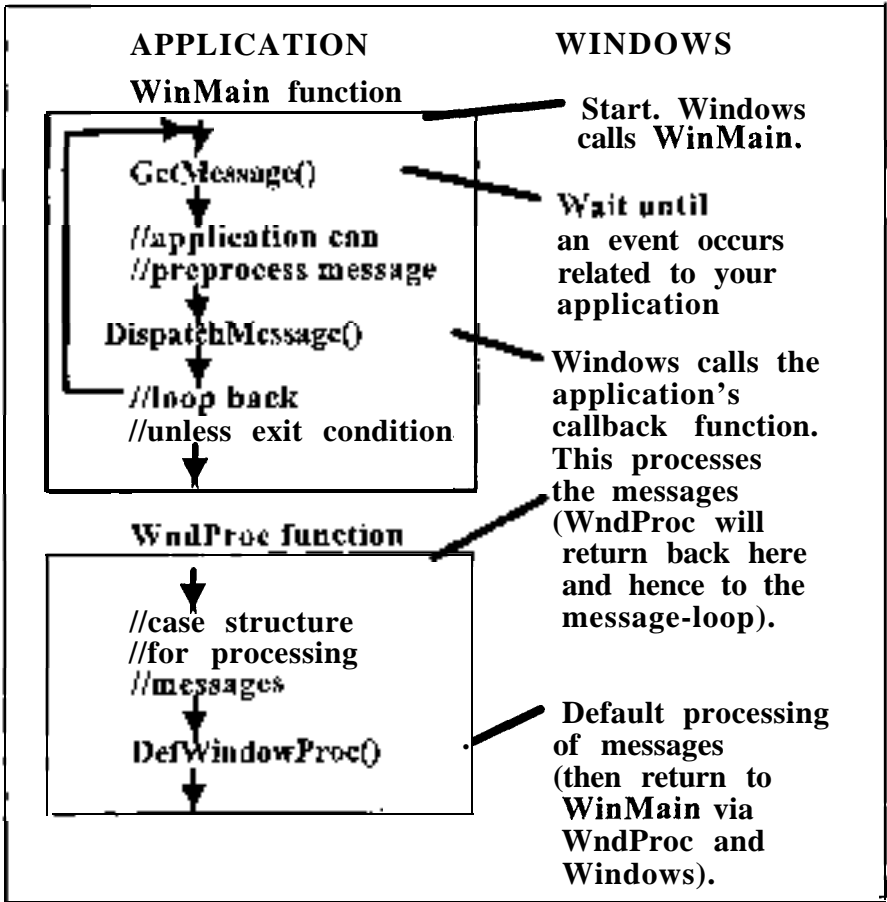 APPLICATION
WINDOWS
WinMain function
Start. Windows
calls WinMain.
GetMessage()
Wait until
an event occurs
related to your
application
//application can
//preprocess message
DispatchMessage()
Windows calls the
application's
callback function.
This processes
the messages
(WndProc will
return back here
and hence to the
message-loop).
//loop back
//unless exit condition
WndProc function
//case structure
//for processing
//messages
DefWindowProc()
Default processing
of messages
(then return to
WinMain via
WndProc and
Windows).